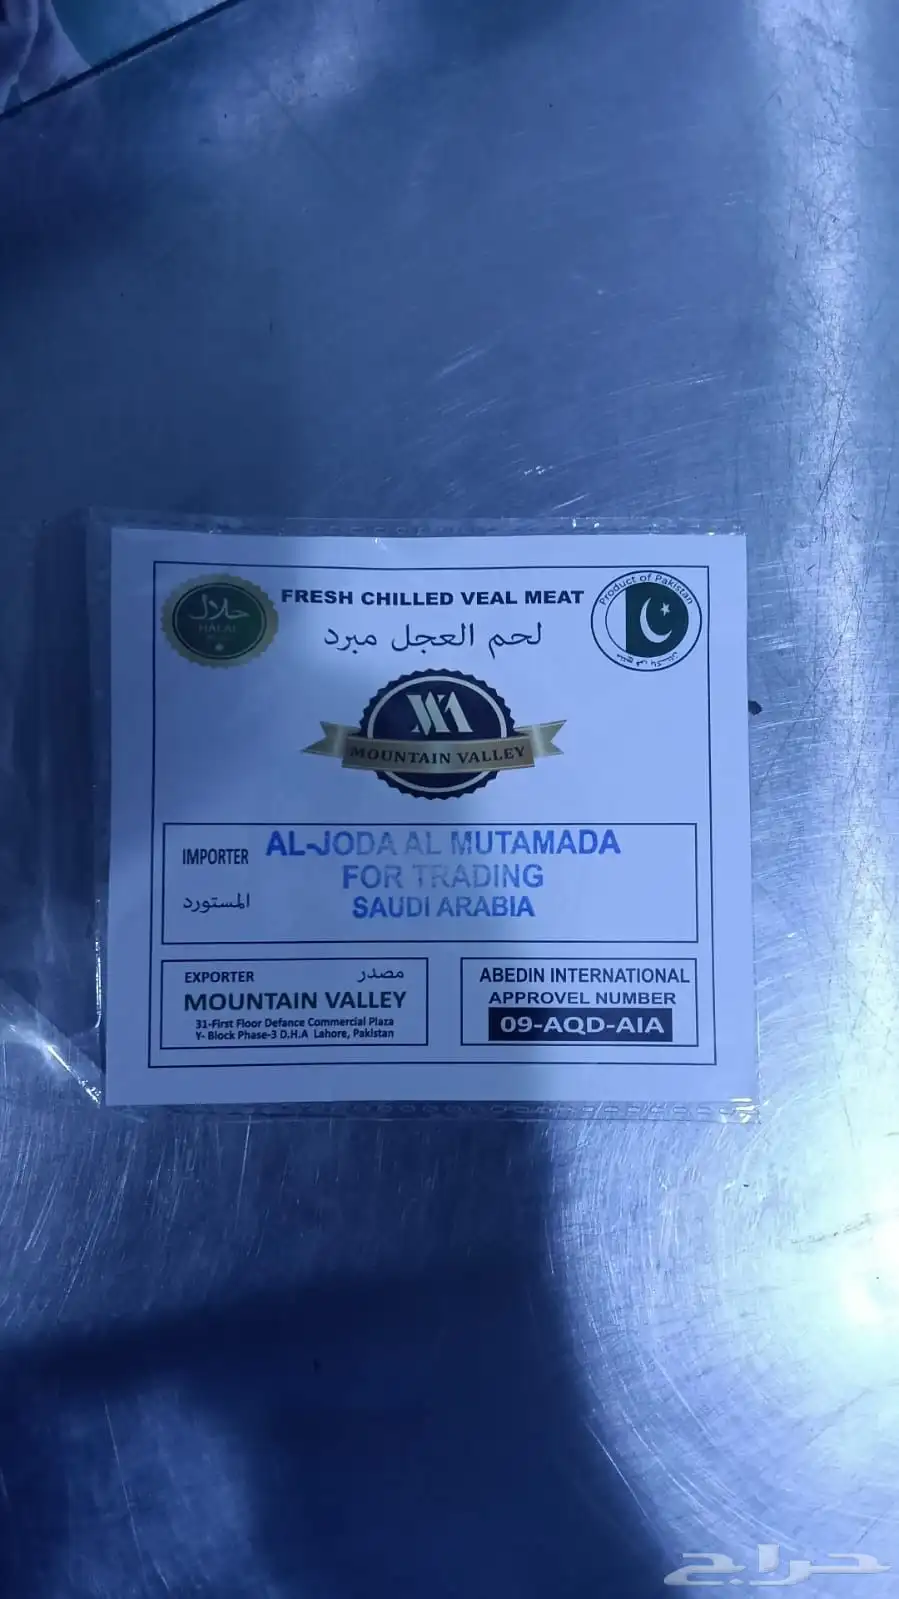 حلال
HALAL
FRESH CHILLED VEAL MEAT
لحم العجل مبرد
Product of Pakistan
MOUNTAIN VALLEY
IMPORTER
المستورد
AL-JODA AL MUTAMADA
FOR TRADING
SAUDI ARABIA
EXPORTER مصدر
MOUNTAIN VALLEY
31-First Floor Defance Commercial Plaza
Y- Block Phase-3 D.H.A Lahore, Pakistan
ABEDIN INTERNATIONAL
APPROVEL NUMBER
09-AQD-AIA
حراج